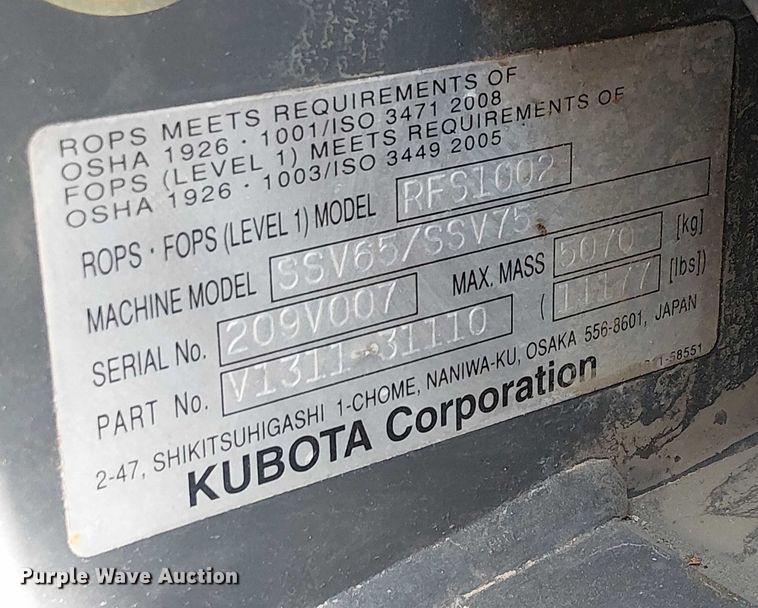 ROPS MEETS REQUIREMENTS OF
OSHA 1926・1001/ISO 3471 2008
FOPS (LEVEL 1) MEETS REQUIREMENTS OF
OSHA 1926・1003/ISO 3449 2005
ROPS・FOPS (LEVEL 1) MODEL RFS1002
MACHINE MODEL SSV65/SSV75
SERIAL No. 209V007 MAX. MASS 5070 [kg]
PART No. V1311-31110 ( 11177 [lbs])
2-47, SHIKITSUHIGASHI 1-CHOME, NANIWA-KU, OSAKA 556-8601, JAPAN
KUBOTA Corporation
Purple Wave Auction